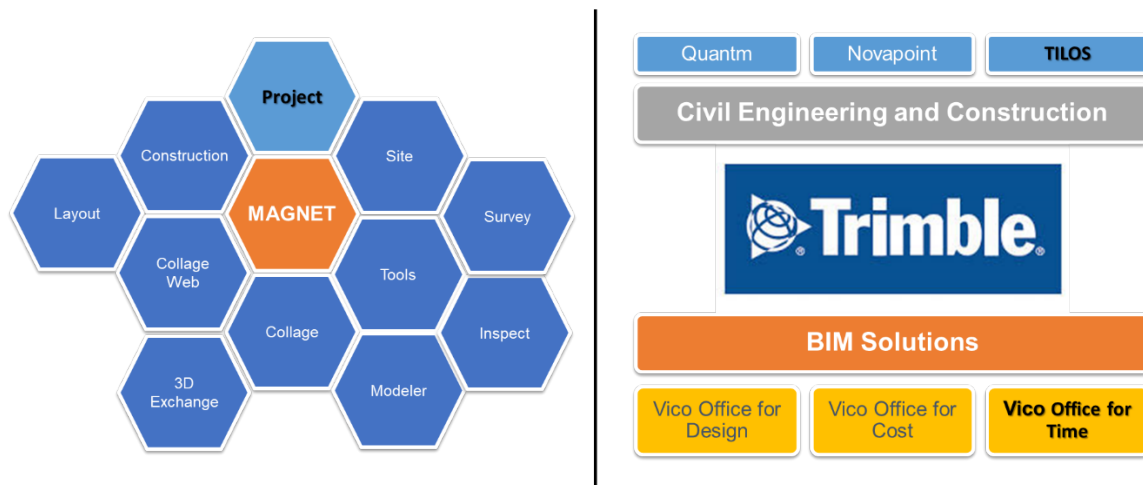 Project
Construction
Site
Layout
MAGNET
Survey
Collage
Web
Tools
Collage
Inspect
3D
Exchange
Modeler
Quantm
Novapoint
TILOS
Civil Engineering and Construction
®Trimble®
BIM Solutions
Vico Office for
Design
Vico Office for
Cost
Vico Office for
Time